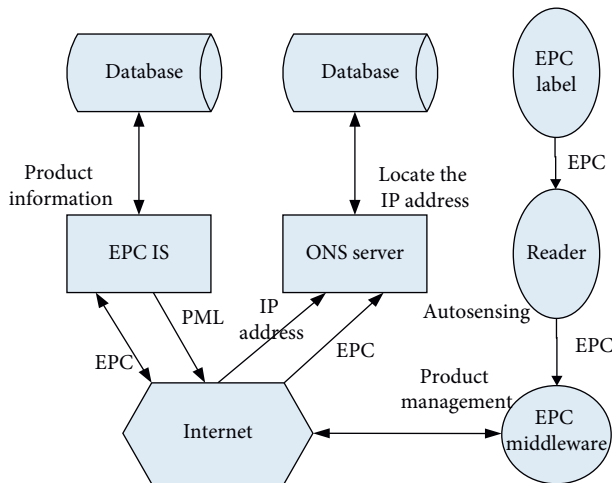 Database
Database
EPC
label
EPC
Product
information
Locate the
IP address
EPC IS
ONS server
Reader
PML
IP
address
Autosensing
EPC
EPC
EPC
Product
management
Internet
EPC
middleware